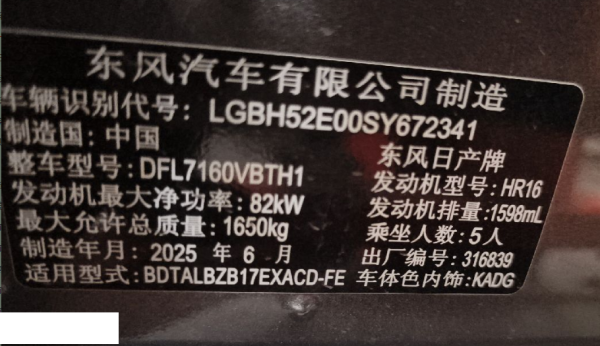 东风汽车有限公司制造
车辆识别代号：LGBH52E00SY672341
制造国：中国 东风日产牌
整车型号：DFL7160VBTH1 发动机型号：HR16
发动机最大净功率：82kW 发动机排量：1598mL
最大允许总质量：1650kg 乘坐人数：5人
制造年月：2025 年 6 月 出厂编号：316839
适用型式：BDTALBZB17EXACD-FE 车体色内饰：KADG